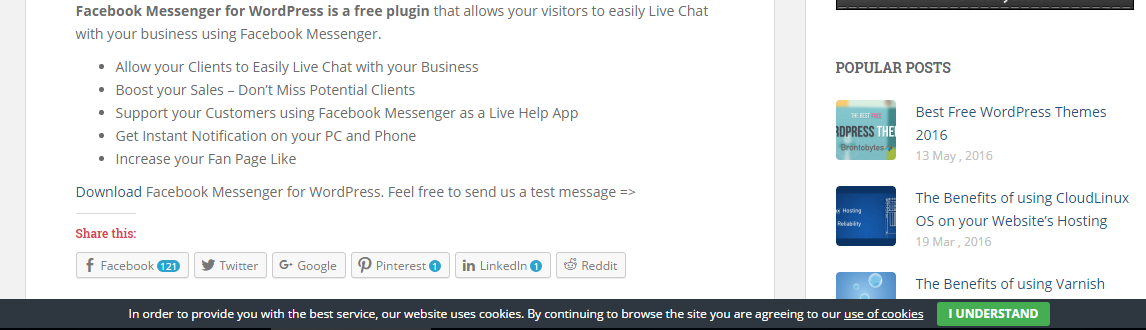 Facebook Messenger for WordPress is a free plugin that allows your visitors to easily Live Chat
with your business using Facebook Messenger.
Allow your Clients to Easily Live Chat with your Business
Boost your Sales – Don't Miss Potential Clients
Support your Customers using Facebook Messenger as a Live Help App
Get Instant Notification on your PC and Phone
Increase your Fan Page Like
Download Facebook Messenger for WordPress. Feel free to send us a test message =>
Share this:
Facebook 121 Twitter Google Pinterest 1 LinkedIn 1 Reddit
POPULAR POSTS
THE BEST FREE
RDPRESS THE
Brontobytes
Best Free WordPress Themes
2016
13 May , 2016
x Hosting
Reliability
The Benefits of using CloudLinux
OS on your Website's Hosting
19 Mar , 2016
The Benefits of using Varnish
In order to provide you with the best service, our website uses cookies. By continuing to browse the site you are agreeing to our use of cookies I UNDERSTAND